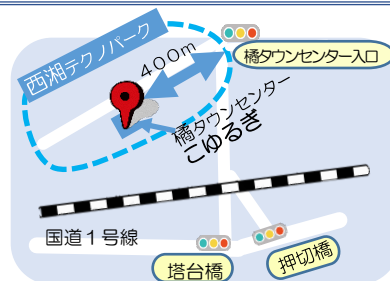 西湘テクノパーク
400m
橘タウンセンター入口
橘タウンセンター
こゆるぎ
国道1号線
塔台橋
押切橋